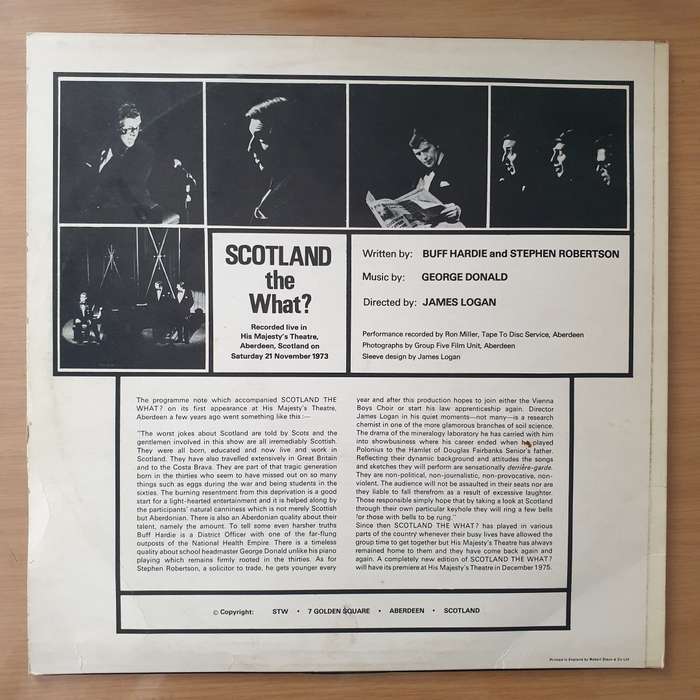 SCOTLAND
the
What?
Recorded live in
His Majesty's Theatre,
Aberdeen, Scotland on
Saturday 21 November 1973
Written by: BUFF HARDIE and STEPHEN ROBERTSON
Music by: GEORGE DONALD
Directed by: JAMES LOGAN
Performance recorded by Ron Miller, Tape To Disc Service, Aberdeen
Photographs by Group Five Film Unit, Aberdeen
Sleeve design by James Logan
The programme note which accompanied SCOTLAND THE
WHAT? on its first appearance at His Majesty's Theatre,
Aberdeen a few years ago went something like this :—
"The worst jokes about Scotland are told by Scots and the
gentlemen involved in this show are all irremediably Scottish.
They were all born, educated and now live and work in
Scotland. They have also travelled extensively in Great Britain
and to the Costa Brava. They are part of that tragic generation
born in the thirties who seem to have missed out on so many
things such as eggs during the war and being students in the
sixties. The burning resentment from this deprivation is a good
start for a light-hearted entertainment and it is helped along by
the participants' natural canniness which is not merely Scottish
but Aberdonian. There is also an Aberdonian quality about their
talent, namely the amount. To tell some even harsher truths
Buff Hardie is a District Officer with one of the far-flung
outposts of the National Health Empire. There is a timeless
quality about school headmaster George Donald unlike his piano
playing which remains firmly rooted in the thirties. As for
Stephen Robertson, a solicitor to trade, he gets younger every
year and after this production hopes to join either the Vienna
Boys Choir or start his law apprenticeship again. Director
James Logan in his quiet moments—not many—is a research
chemist in one of the more glamorous branches of soil science.
The drama of the mineralogy laboratory he has carried with him
into showbusiness where his career ended when he played
Polonius to the Hamlet of Douglas Fairbanks Senior's father.
Reflecting their dynamic background and attitudes the songs
and sketches they will perform are sensationally derrière-garde.
They are non-political, non-journalistic, non-provocative, non-
violent. The audience will not be assaulted in their seats nor are
they liable to fall therefrom as a result of excessive laughter.
Those responsible simply hope that by taking a look at Scotland
through their own particular keyhole they will ring a few bells
for those with bells to be rung."
Since then SCOTLAND THE WHAT? has played in various
parts of the country whenever their busy lives have allowed the
group time to get together but His Majesty's Theatre has always
remained home to them and they have come back again and
again. A completely new edition of SCOTLAND THE WHAT?
will have its premiere at His Majesty's Theatre in December 1975.
© Copyright: STW • 7 GOLDEN SQUARE • ABERDEEN • SCOTLAND
Printed in England by Robert Stace & Co Ltd